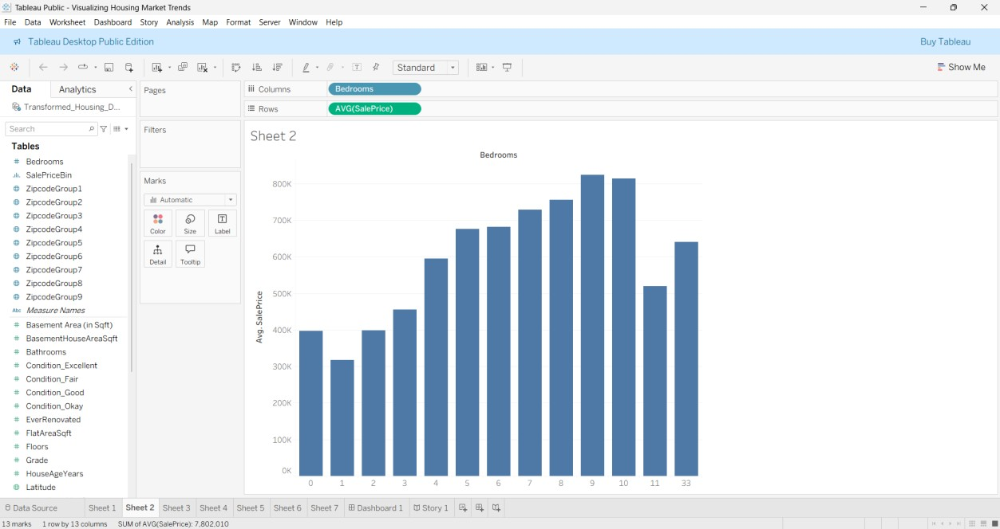 Tableau Public - Visualizing Housing Market Trends
File Data Worksheet Dashboard Story Analysis Map Format Server Window Help
Tableau Desktop Public Edition
Buy Tableau
Standard
Show Me
Data
Analytics
Transformed_Housing_D...
Search
Tables
Bedrooms
SalePriceBin
ZipcodeGroup1
ZipcodeGroup2
ZipcodeGroup3
ZipcodeGroup4
ZipcodeGroup5
ZipcodeGroup6
ZipcodeGroup7
ZipcodeGroup8
ZipcodeGroup9
Abc Measure Names
Basement Area (in Sqft)
BasementHouseAreaSqft
Bathrooms
Condition_Excellent
Condition_Fair
Condition_Good
Condition_Okay
EverRenovated
FlatAreaSqft
Floors
Grade
HouseAgeYears
Latitude
Pages
Filters
Marks
Automatic
Color Size Label
Detail Tooltip
Columns Bedrooms
Rows AVG(SalePrice)
Sheet 2
Bedrooms
Avg. SalePrice
800K
700K
600K
500K
400K
300K
200K
100K
0K
0 1 2 3 4 5 6 7 8 9 10 11 33
Data Source Sheet 1 Sheet 2 Sheet 3 Sheet 4 Sheet 5 Sheet 6 Sheet 7 Dashboard 1 Story 1
13 marks 1 row by 13 columns SUM of AVG(SalePrice): 7,802,010